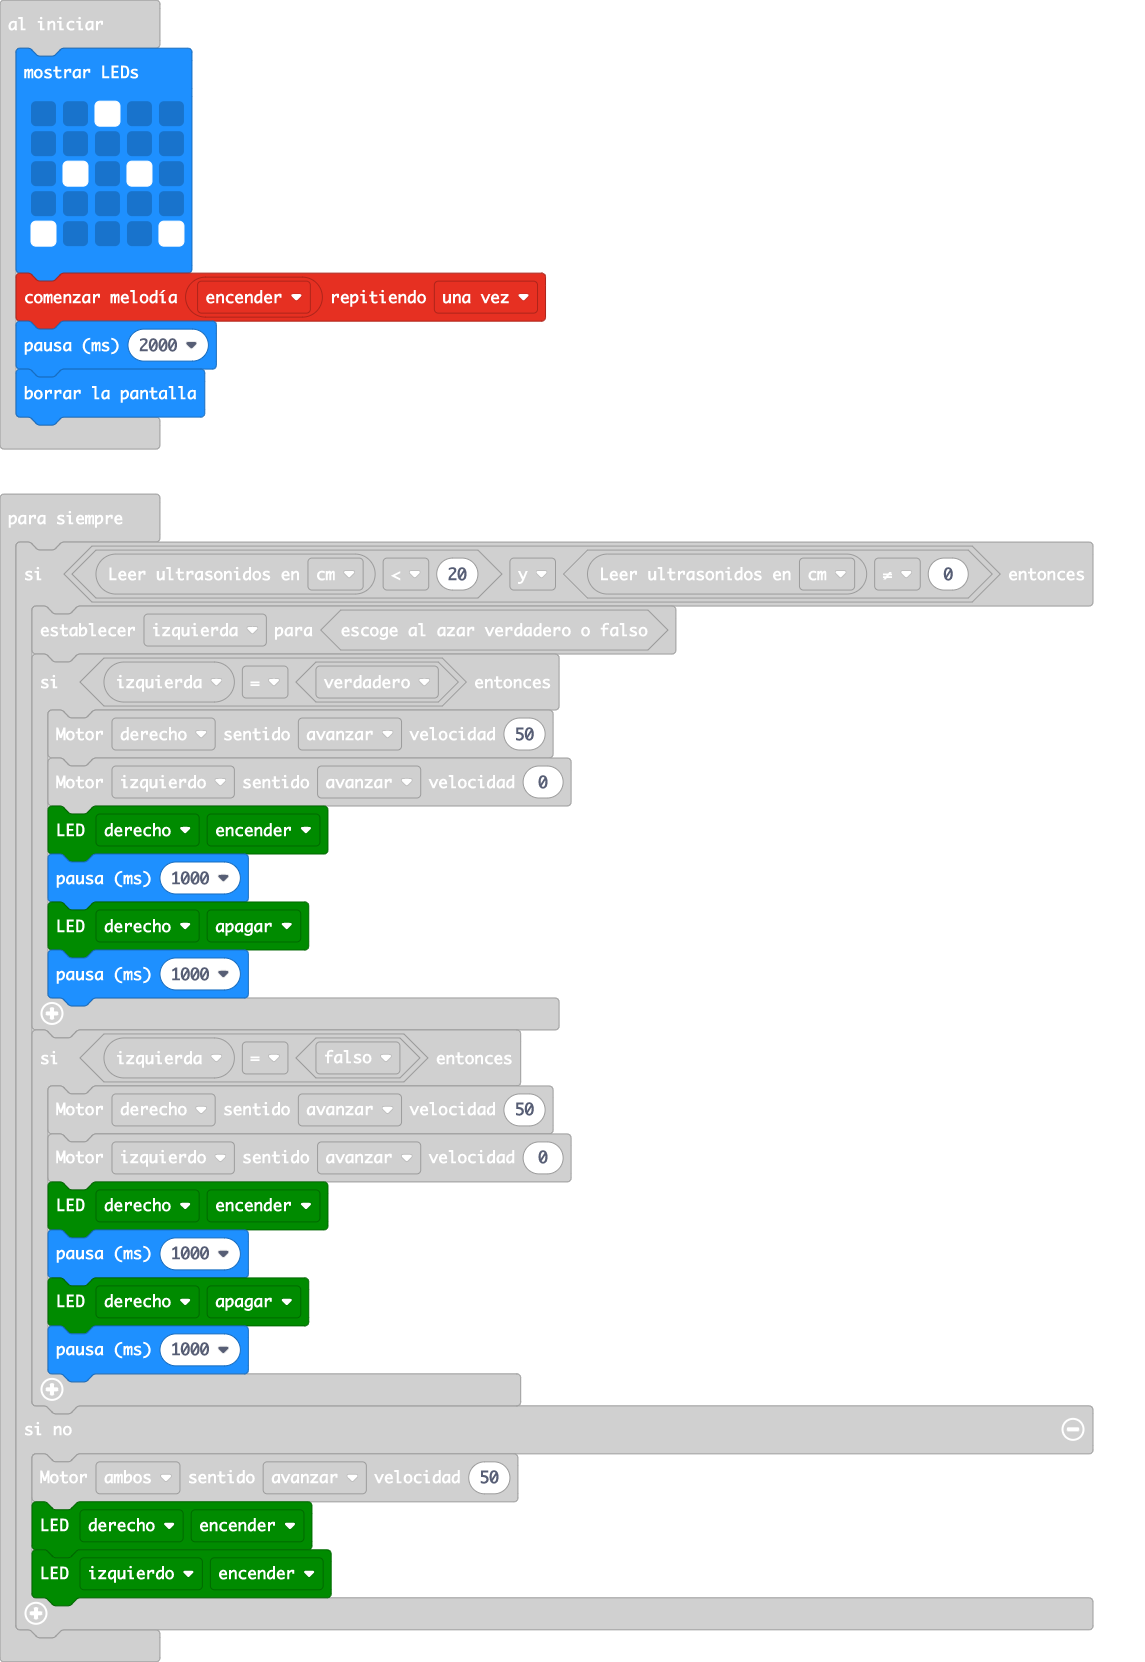 al iniciar
mostrar LEDs
comenzar melodía encender repitiendo una vez
pausa (ms) 2000
borrar la pantalla
para siempre
si Leer ultrasonidos en cm < 20 y Leer ultrasonidos en cm ≠ 0 entonces
establecer izquierda para escoge al azar verdadero o falso
si izquierda = verdadero entonces
Motor derecho sentido avanzar velocidad 50
Motor izquierdo sentido avanzar velocidad 0
LED derecho encender
pausa (ms) 1000
LED derecho apagar
pausa (ms) 1000
si izquierda = falso entonces
Motor derecho sentido avanzar velocidad 50
Motor izquierdo sentido avanzar velocidad 0
LED derecho encender
pausa (ms) 1000
LED derecho apagar
pausa (ms) 1000
si no
Motor ambos sentido avanzar velocidad 50
LED derecho encender
LED izquierdo encender